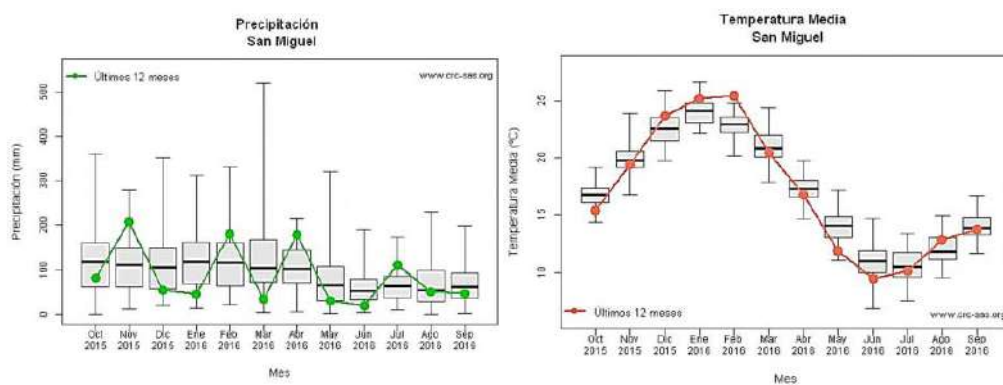 Precipitación
San Miguel
Últimos 12 meses
www.crc-sas.org
Precipitación (mm)
500
400
300
200
100
0
Oct Nov Dic Ene Feb Mar Abr May Jun Jul Ago Sep
2015 2015 2015 2016 2016 2016 2016 2016 2016 2016 2016 2016
Mes
Temperatura Media
San Miguel
Temperatura Media (ºC)
25
20
15
10
Últimos 12 meses
www.crc-sas.org
Oct Nov Dic Ene Feb Mar Abr May Jun Jul Ago Sep
2015 2015 2015 2016 2016 2016 2016 2016 2016 2016 2016 2016
Mes